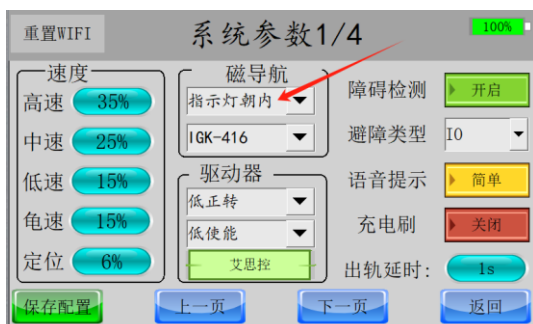 重置WIFI
系统参数1/4
100%
速度
高速 35%
中速 25%
低速 15%
龟速 15%
定位 6%
磁导航
指示灯朝内
IGK-416
驱动器
低正转
低使能
艾思控
障碍检测 开启
避障类型 IO
语音提示 简单
充电刷 关闭
出轨延时: 1s
保存配置
上一页
下一页
返回